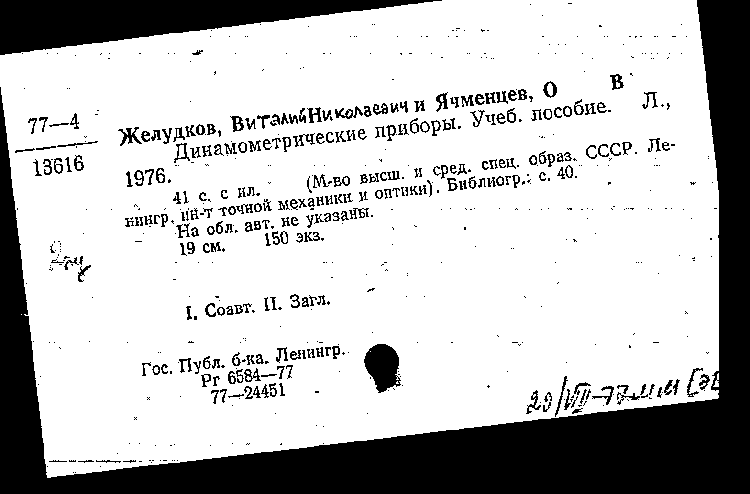 77—4
13616
Желудков, Виталий Николаевич и Ячменцев, О В
Динамометрические приборы. Учеб. пособие. Л.,
1976.
41 с. с ил. (М-во высш. и сред. спец. образ. СССР. Ле-
нингр. ин-т точной механики и оптики). Библиогр.: с. 40.
На обл. авт. не указаны.
19 см. 150 экз.
I. Соавт. II. Загл.
Гос. Публ. б-ка. Ленингр.
Рг 6584—77
77—24451